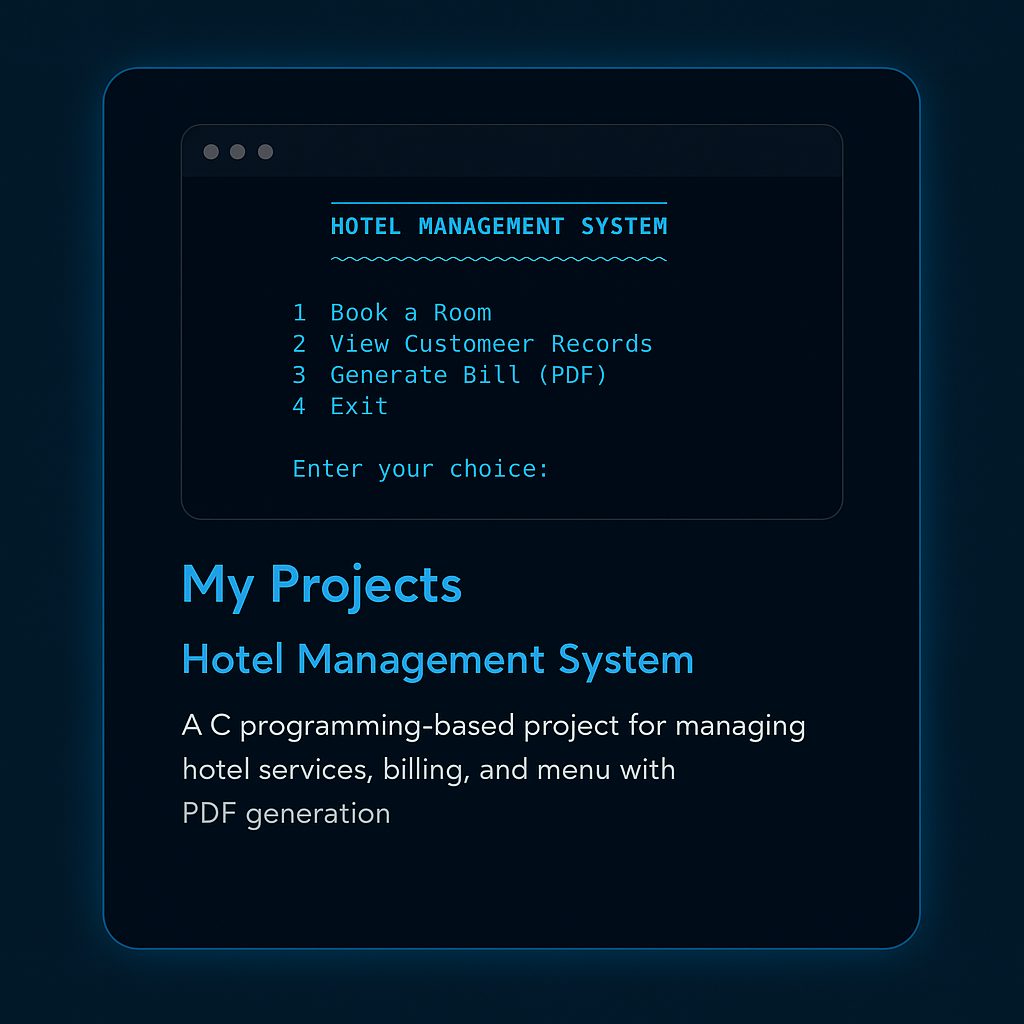 HOTEL MANAGEMENT SYSTEM
1 Book a Room
2 View Customeer Records
3 Generate Bill (PDF)
4 Exit
Enter your choice:
My Projects
Hotel Management System
A C programming-based project for managing
hotel services, billing, and menu with
PDF generation